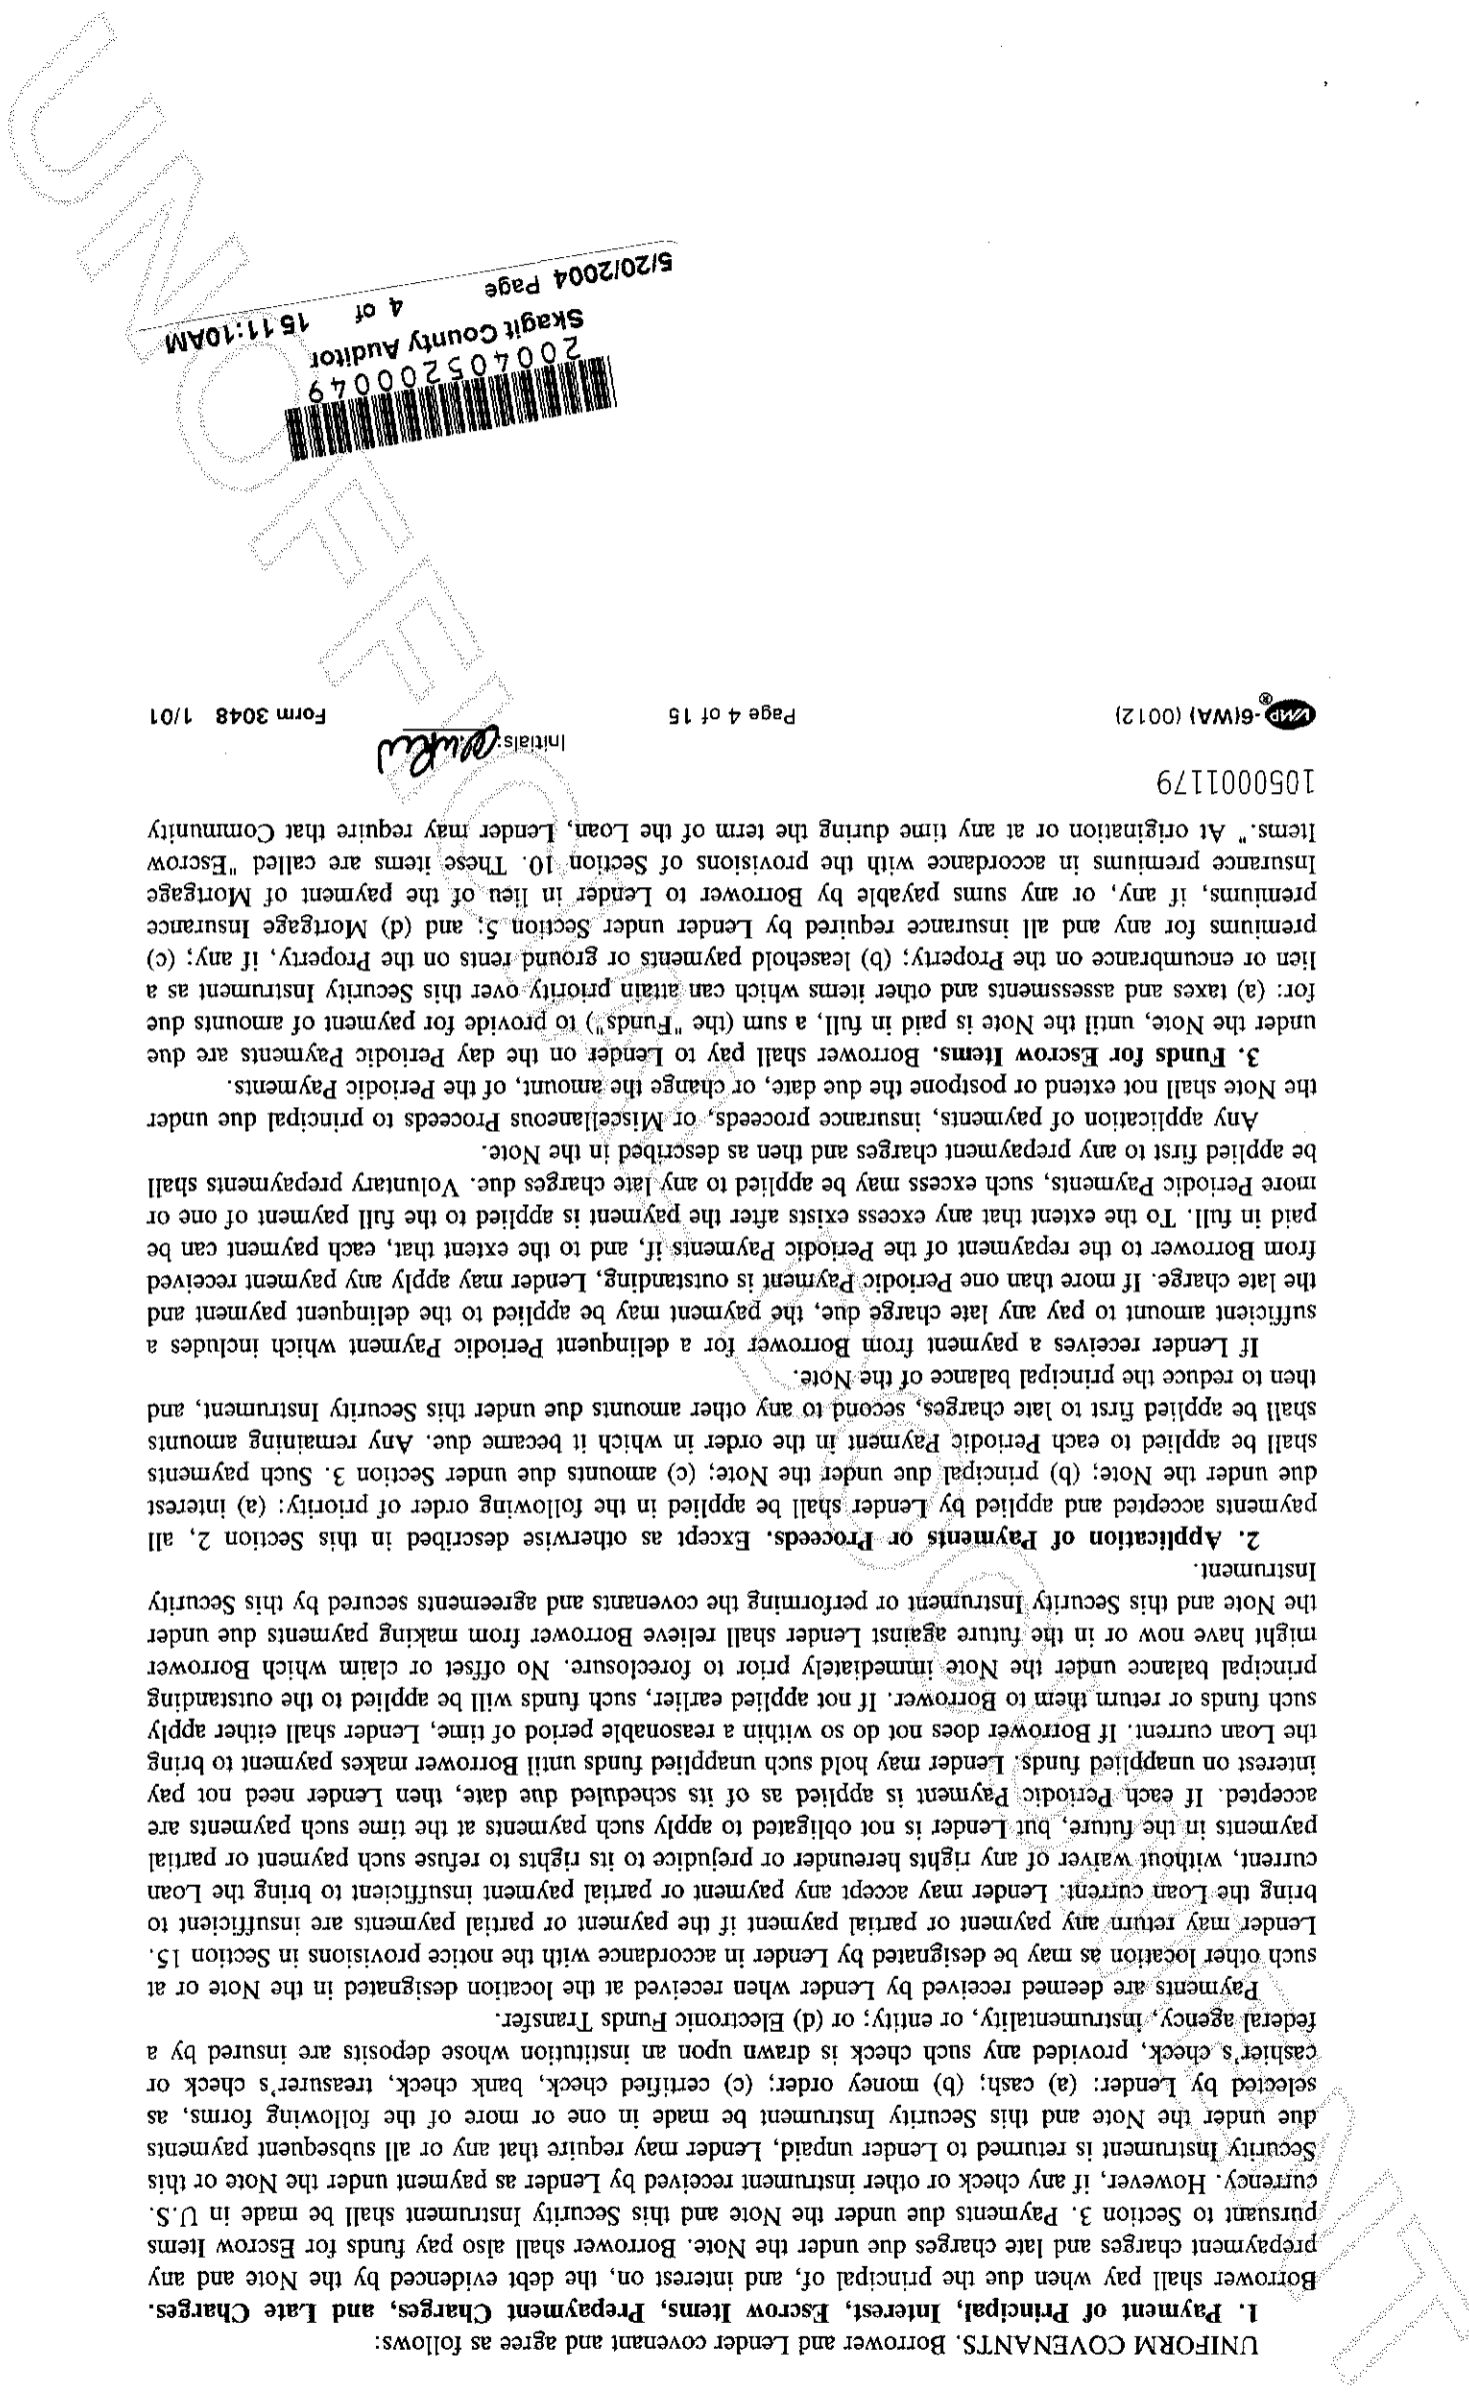 UNIFORM COVENANTS. Borrower and Lender covenant and agree as follows:
1. Payment of Principal, Interest, Escrow Items, Prepayment Charges, and Late Charges.
Borrower shall pay when due the principal of, and interest on, the debt evidenced by the Note and any
prepayment charges and late charges due under the Note. Borrower shall also pay funds for Escrow Items
pursuant to Section 3. Payments due under the Note and this Security Instrument shall be made in U.S.
currency. However, if any check or other instrument received by Lender as payment under the Note or this
Security Instrument is returned to Lender unpaid, Lender may require that any or all subsequent payments
due under the Note and this Security Instrument be made in one or more of the following forms, as
selected by Lender: (a) cash; (b) money order; (c) certified check, bank check, treasurer's check or
cashier's check, provided any such check is drawn upon an institution whose deposits are insured by a
federal agency, instrumentality, or entity; or (d) Electronic Funds Transfer.
Payments are deemed received by Lender when received at the location designated in the Note or at
such other location as may be designated by Lender in accordance with the notice provisions in Section 15.
Lender may return any payment or partial payment if the payment or partial payments are insufficient to
bring the Loan current. Lender may accept any payment or partial payment insufficient to bring the Loan
current, without waiver of any rights hereunder or prejudice to its rights to refuse such payment or partial
payments in the future, but Lender is not obligated to apply such payments at the time such payments are
accepted. If each Periodic Payment is applied as of its scheduled due date, then Lender need not pay
interest on unapplied funds. Lender may hold such unapplied funds until Borrower makes payment to bring
the Loan current. If Borrower does not do so within a reasonable period of time, Lender shall either apply
such funds or return them to Borrower. If not applied earlier, such funds will be applied to the outstanding
principal balance under the Note immediately prior to foreclosure. No offset or claim which Borrower
might have now or in the future against Lender shall relieve Borrower from making payments due under
the Note and this Security Instrument or performing the covenants and agreements secured by this Security
Instrument.
2. Application of Payments or Proceeds. Except as otherwise described in this Section 2, all
payments accepted and applied by Lender shall be applied in the following order of priority: (a) interest
due under the Note; (b) principal due under the Note; (c) amounts due under Section 3. Such payments
shall be applied to each Periodic Payment in the order in which it became due. Any remaining amounts
shall be applied first to late charges, second to any other amounts due under this Security Instrument, and
then to reduce the principal balance of the Note.
If Lender receives a payment from Borrower for a delinquent Periodic Payment which includes a
sufficient amount to pay any late charge due, the payment may be applied to the delinquent payment and
the late charge. If more than one Periodic Payment is outstanding, Lender may apply any payment received
from Borrower to the repayment of the Periodic Payments if, and to the extent that, each payment can be
paid in full. To the extent that any excess exists after the payment is applied to the full payment of one or
more Periodic Payments, such excess may be applied to any late charges due. Voluntary prepayments shall
be applied first to any prepayment charges and then as described in the Note.
Any application of payments, insurance proceeds, or Miscellaneous Proceeds to principal due under
the Note shall not extend or postpone the due date, or change the amount, of the Periodic Payments.
3. Funds for Escrow Items. Borrower shall pay to Lender on the day Periodic Payments are due
under the Note, until the Note is paid in full, a sum (the "Funds") to provide for payment of amounts due
for: (a) taxes and assessments and other items which can attain priority over this Security Instrument as a
lien or encumbrance on the Property; (b) leasehold payments or ground rents on the Property, if any; (c)
premiums for any and all insurance required by Lender under Section 5; and (d) Mortgage Insurance
premiums, if any, or any sums payable by Borrower to Lender in lieu of the payment of Mortgage
Insurance premiums in accordance with the provisions of Section 10. These items are called "Escrow
Items." At origination or at any time during the term of the Loan, Lender may require that Community
1050001179
Initials:
VMP®-6(WA) (0012) Page 4 of 15 Form 3048 1/01
200405200049
Skagit County Auditor
5/20/2004 Page 4 of 15 11:10AM
UNOFFICIAL DOCUMENT